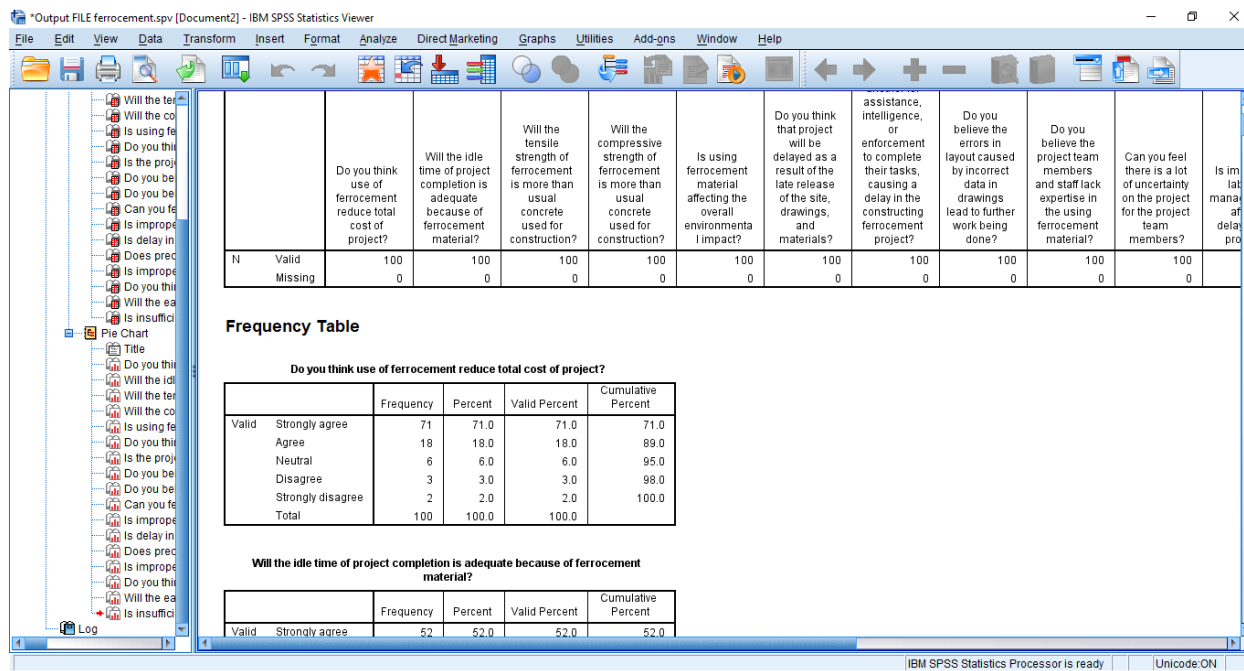 *Output FILE ferrocement.spv [Document2] - IBM SPSS Statistics Viewer
File Edit View Data Transform Insert Format Analyze Direct Marketing Graphs Utilities Add-ons Window Help
Will the ter
Will the co
Is using fe
Do you thi
Is the proj
Do you be
Do you be
Can you fe
Is imprope
Is delay in
Does pred
Is imprope
Do you thi
Will the ea
Is insuffici
Pie Chart
Title
Do you thi
Will the idl
Will the ter
Will the co
Is using fe
Do you thi
Is the proj
Do you be
Do you be
Can you fe
Is imprope
Is delay in
Does pred
Is imprope
Do you thi
Will the ea
Is insuffici
Log
Do you think
use of
ferrocement
reduce total
cost of
project?
Will the idle
time of project
completion is
adequate
because of
ferrocement
material?
Will the
tensile
strength of
ferrocement
is more than
usual
concrete
used for
construction?
Will the
compressive
strength of
ferrocement
is more than
usual
concrete
used for
construction?
Is using
ferrocement
material
affecting the
overall
environmenta
l impact?
Do you think
that project
will be
delayed as a
result of the
late release
of the site,
drawings,
and
materials?
assistance,
intelligence,
or
enforcement
to complete
their tasks,
causing a
delay in the
constructing
ferrocement
project?
Do you
believe the
errors in
layout caused
by incorrect
data in
drawings
lead to further
work being
done?
Do you
believe the
project team
members
and staff lack
expertise in
the using
ferrocement
material?
Can you feel
there is a lot
of uncertainty
on the project
for the project
team
members?
Is im
lab
mana
af
delay
pro
N Valid 100 100 100 100 100 100 100 100 100 100
Missing 0 0 0 0 0 0 0 0 0 0
Frequency Table
Do you think use of ferrocement reduce total cost of project?
Frequency Percent Valid Percent Cumulative
Percent
Valid Strongly agree 71 71.0 71.0 71.0
Agree 18 18.0 18.0 89.0
Neutral 6 6.0 6.0 95.0
Disagree 3 3.0 3.0 98.0
Strongly disagree 2 2.0 2.0 100.0
Total 100 100.0 100.0
Will the idle time of project completion is adequate because of ferrocement
material?
Frequency Percent Valid Percent Cumulative
Percent
Valid Strongly agree 52 52.0 52.0 52.0
IBM SPSS Statistics Processor is ready Unicode:ON